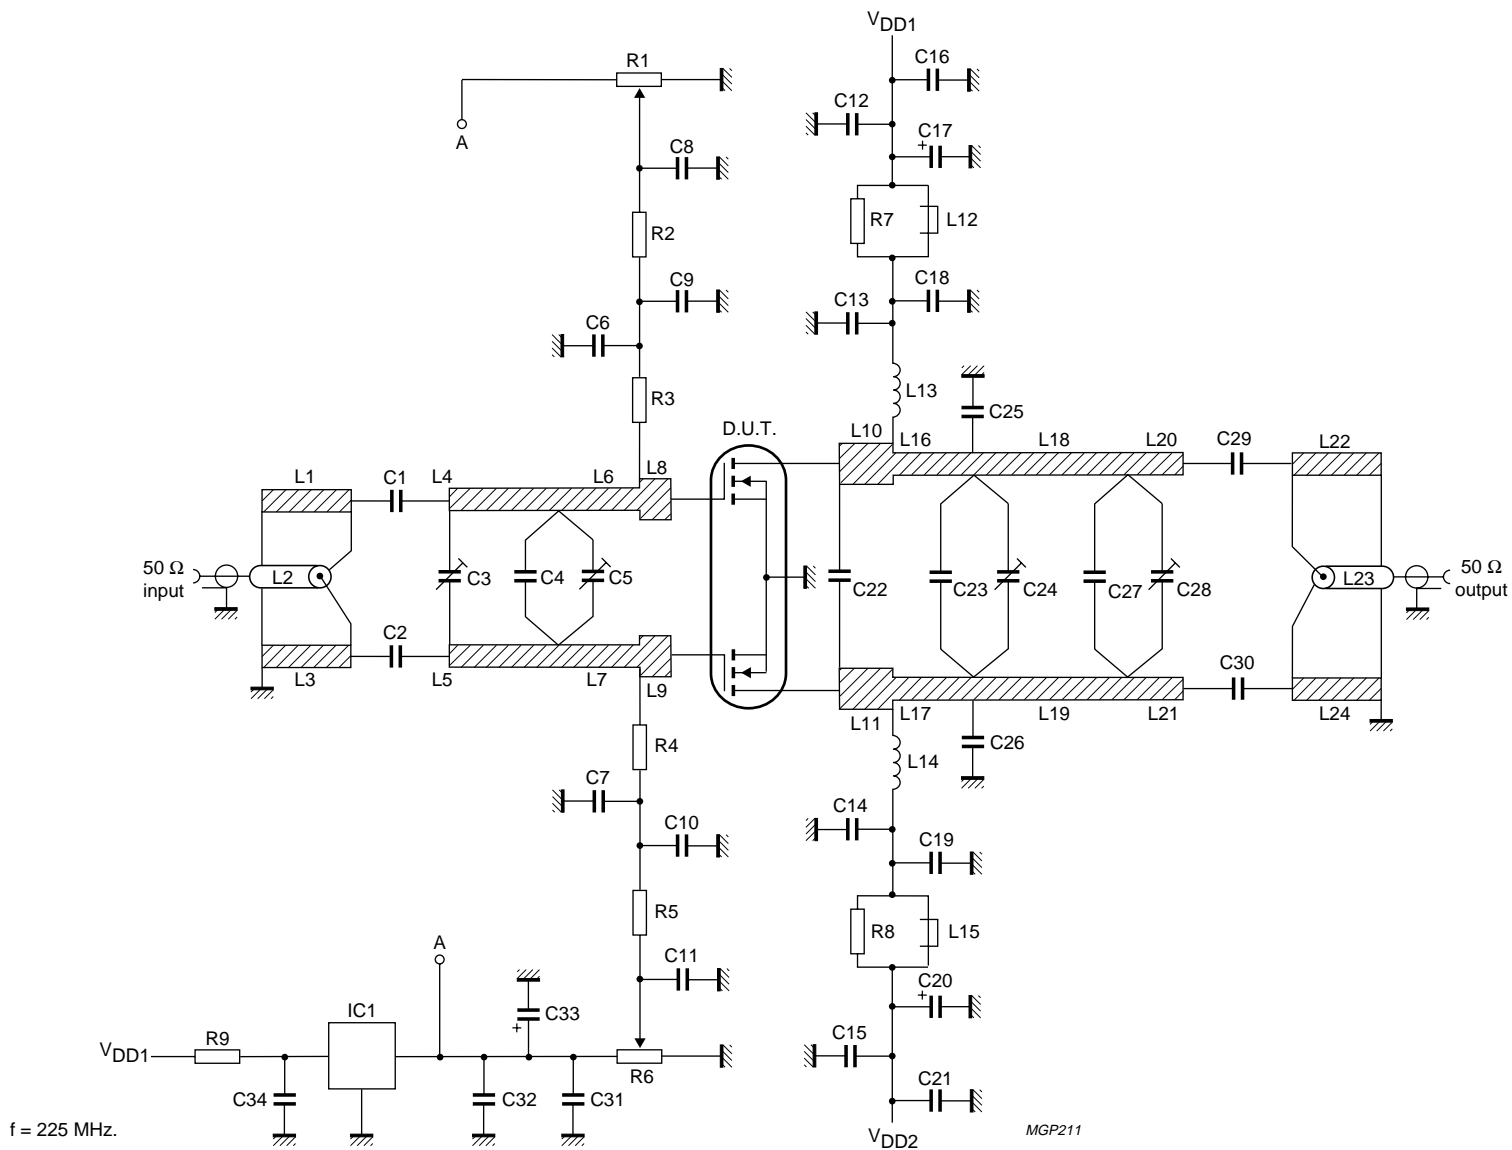 VDD1
R1
C16
C12
A
C17
C8
R7
L12
R2
C9
C13
C18
C6
R3
L13
C25
D.U.T.
L10
L16
L18
L20
C29
L22
L1
C1
L4
L6
L8
50 Ω
input
L2
C3
C4
C5
C22
C23
C24
C27
C28
L23
50 Ω
output
C2
L3
L5
L7
L9
L11
L17
L19
L21
C30
L24
R4
L14
C26
C7
C14
C10
C19
R5
R8
L15
A
C11
C20
+
IC1
C33
+
C15
VDD1
R9
R6
C34
C32
C31
C21
f = 225 MHz.
VDD2
MGP211
+